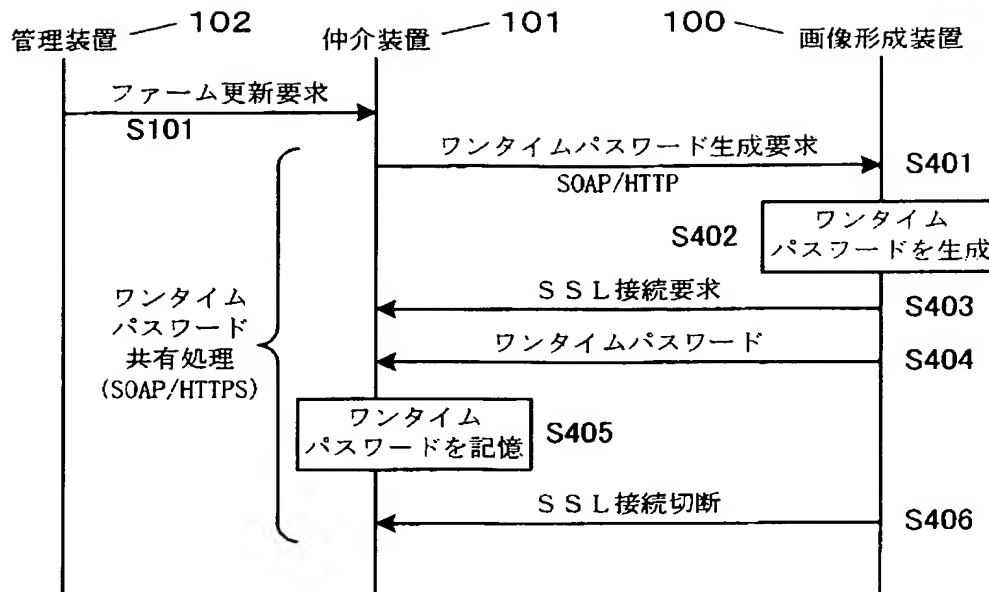 管理装置 102
仲介装置 101
100 画像形成装置
ファーム更新要求
S101
ワンタイムパスワード生成要求
SOAP/HTTP
S401
S402
ワンタイム
パスワードを生成
SSL接続要求
S403
ワンタイムパスワード
S404
ワンタイム
パスワード
共有処理
(SOAP/HTTPS)
ワンタイム
パスワードを記憶
S405
SSL接続切断
S406